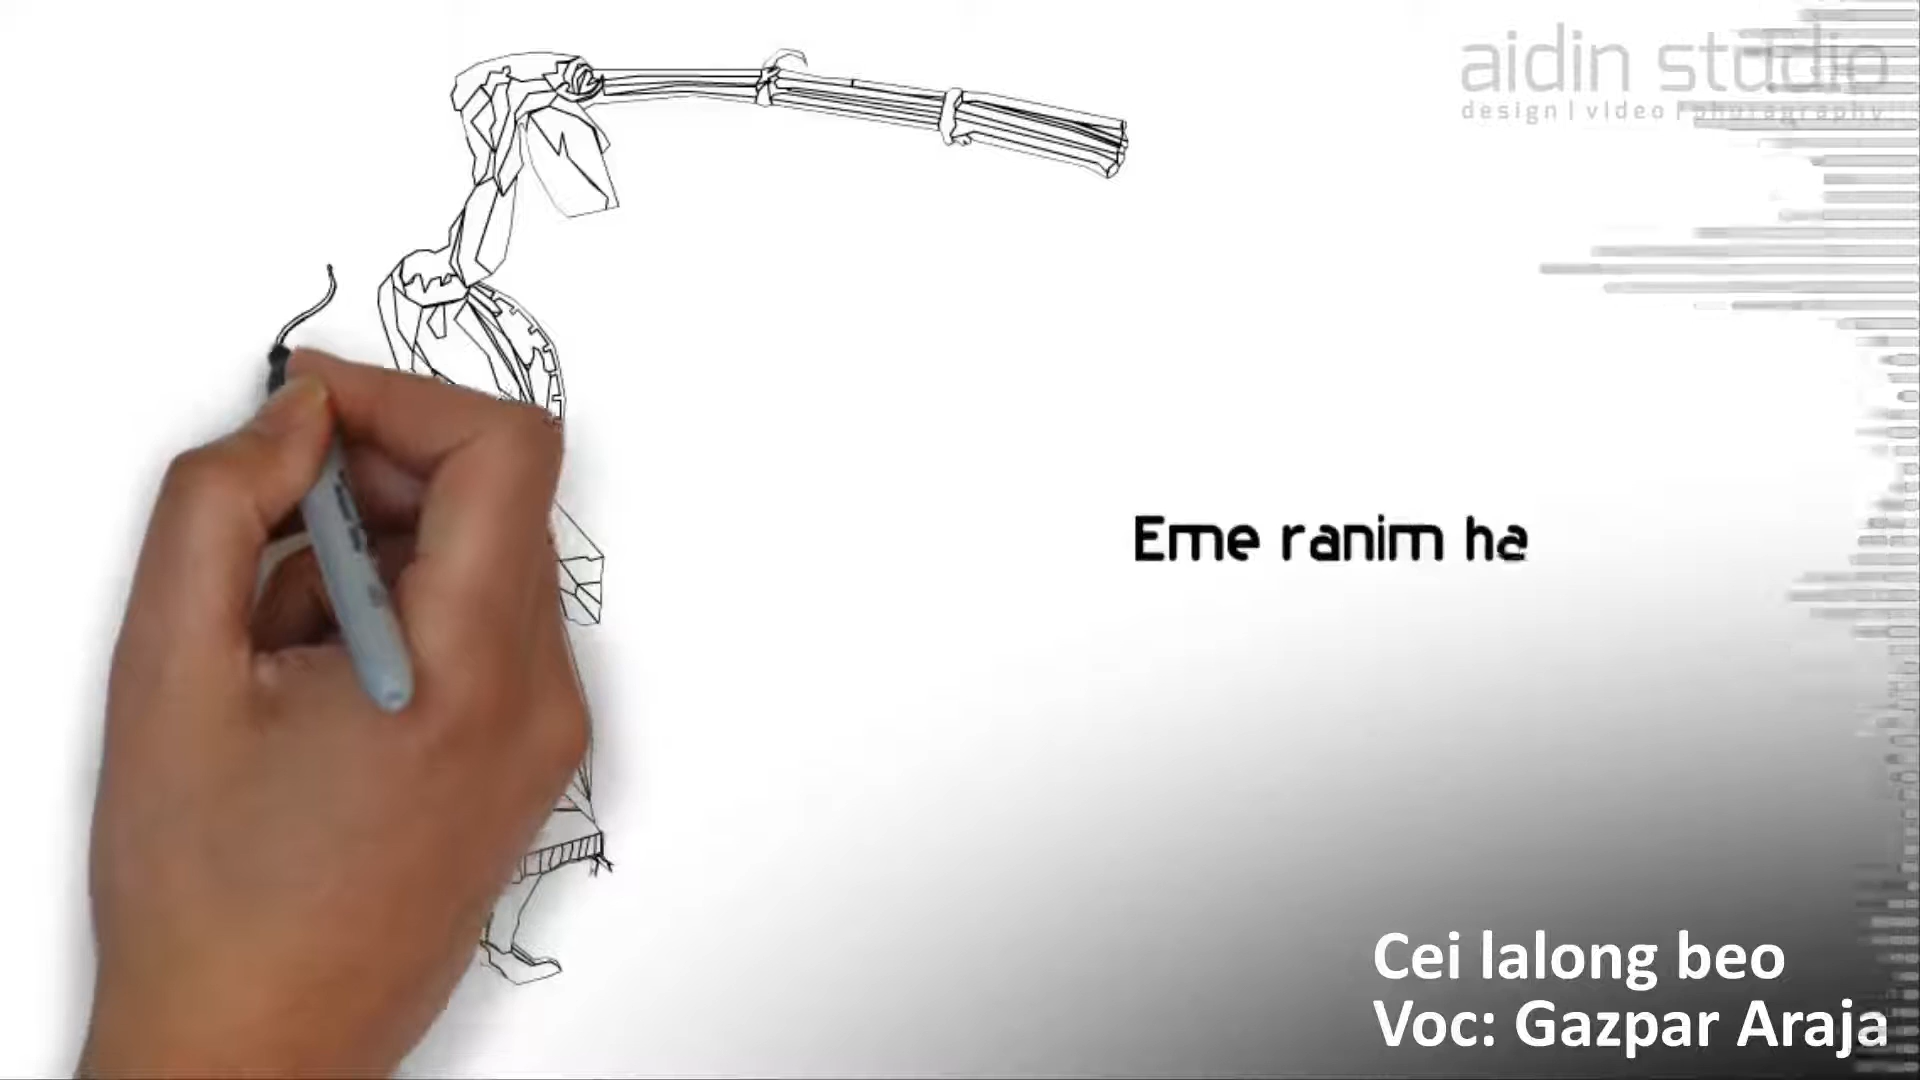 aidin studio
design | video | photography
Eme ranim ha
Cei lalong beo
Voc: Gazpar Araja